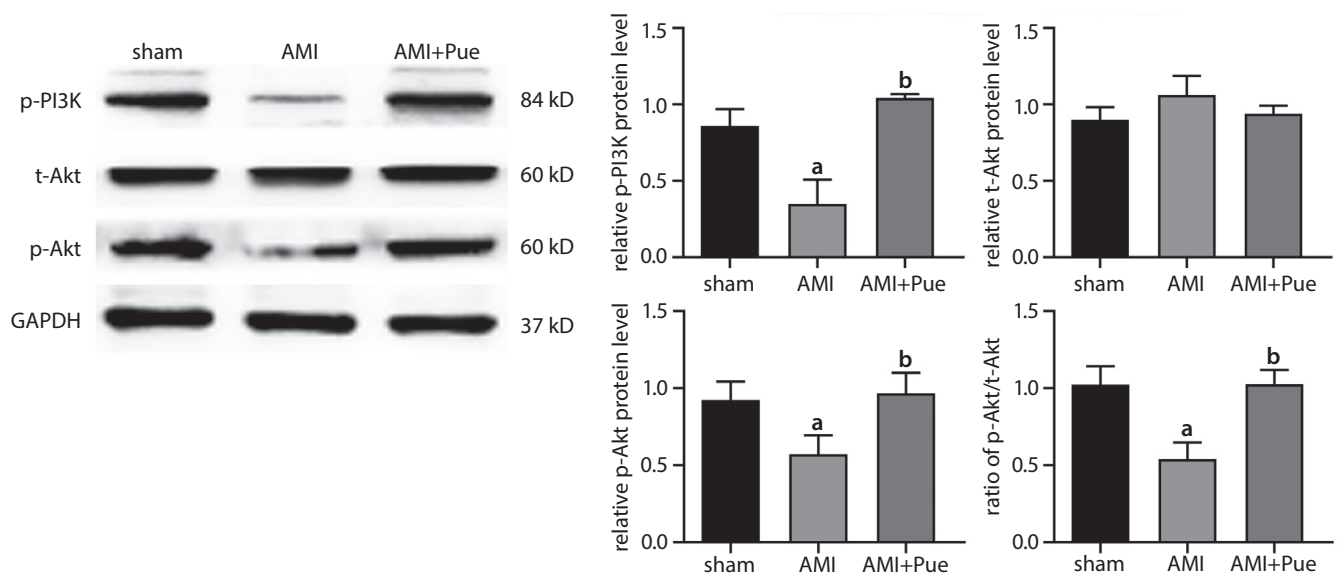 sham AMI AMI+Pue
p-PI3K 84 kD
t-Akt 60 kD
p-Akt 60 kD
GAPDH 37 kD
relative p-PI3K protein level
1.5
1.0
0.5
0.0
a
b
sham AMI AMI+Pue
relative t-Akt protein level
1.5
1.0
0.5
0.0
sham AMI AMI+Pue
relative p-Akt protein level
1.5
1.0
0.5
0.0
a
b
sham AMI AMI+Pue
ratio of p-Akt/t-Akt
1.5
1.0
0.5
0.0
a
b
sham AMI AMI+Pue